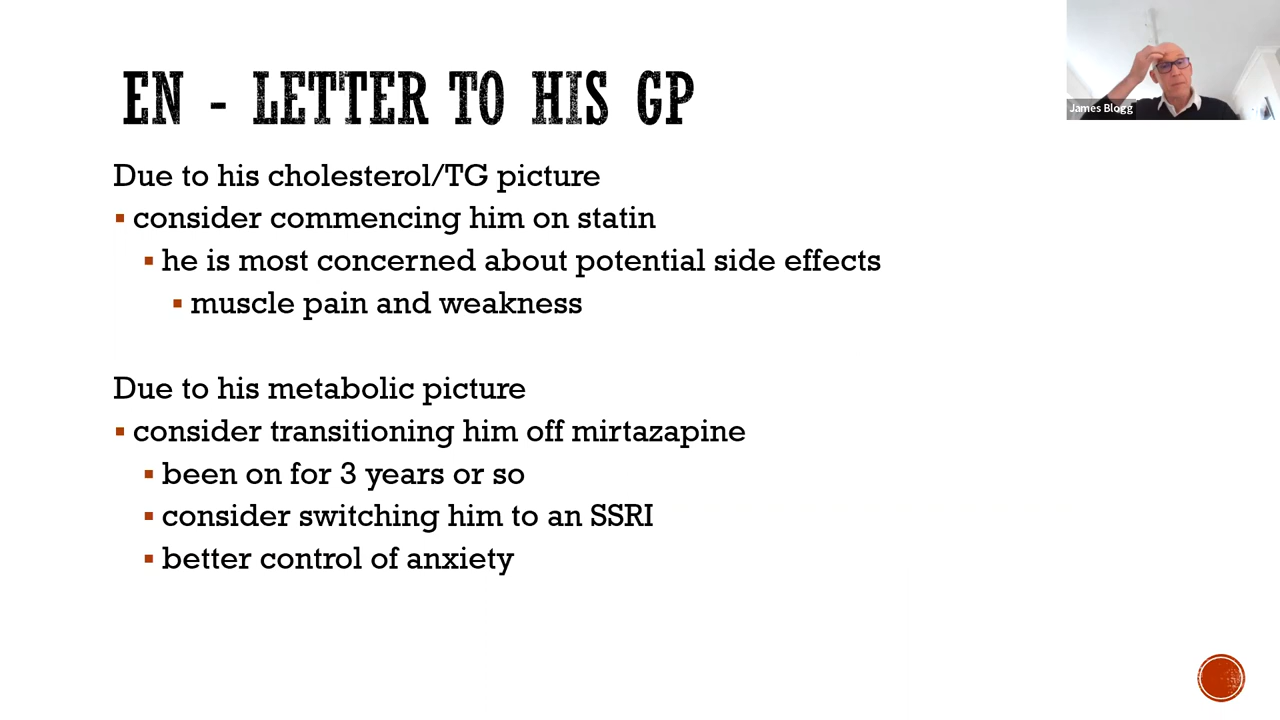 EN - LETTER TO HIS GP
James Blogg
Due to his cholesterol/TG picture
▪ consider commencing him on statin
▪ he is most concerned about potential side effects
▪ muscle pain and weakness
Due to his metabolic picture
▪ consider transitioning him off mirtazapine
▪ been on for 3 years or so
▪ consider switching him to an SSRI
▪ better control of anxiety